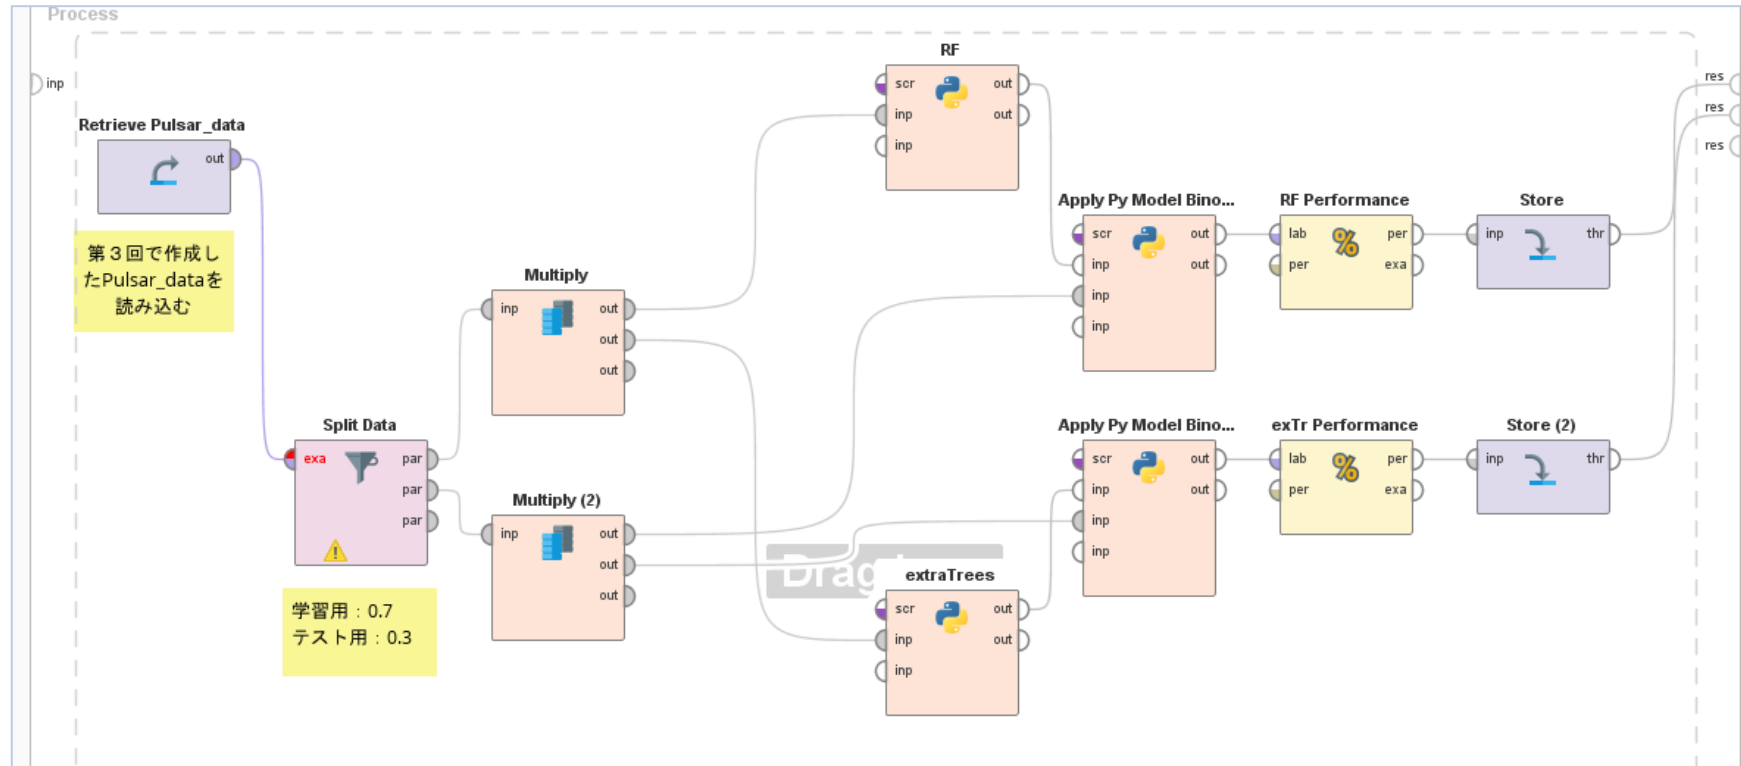 Process
inp
Retrieve Pulsar_data
out
第３回で作成し
たPulsar_dataを
読み込む
Split Data
exa
par
par
par
学習用：0.7
テスト用：0.3
Multiply
inp
out
out
out
Multiply (2)
inp
out
out
out
RF
scr
inp
inp
out
out
Drag
extraTrees
scr
inp
inp
out
out
Apply Py Model Bino...
scr
inp
inp
inp
out
out
RF Performance
lab
per
per
exa
Store
inp
thr
Apply Py Model Bino...
scr
inp
inp
inp
out
out
exTr Performance
lab
per
per
exa
Store (2)
inp
thr
res
res
res